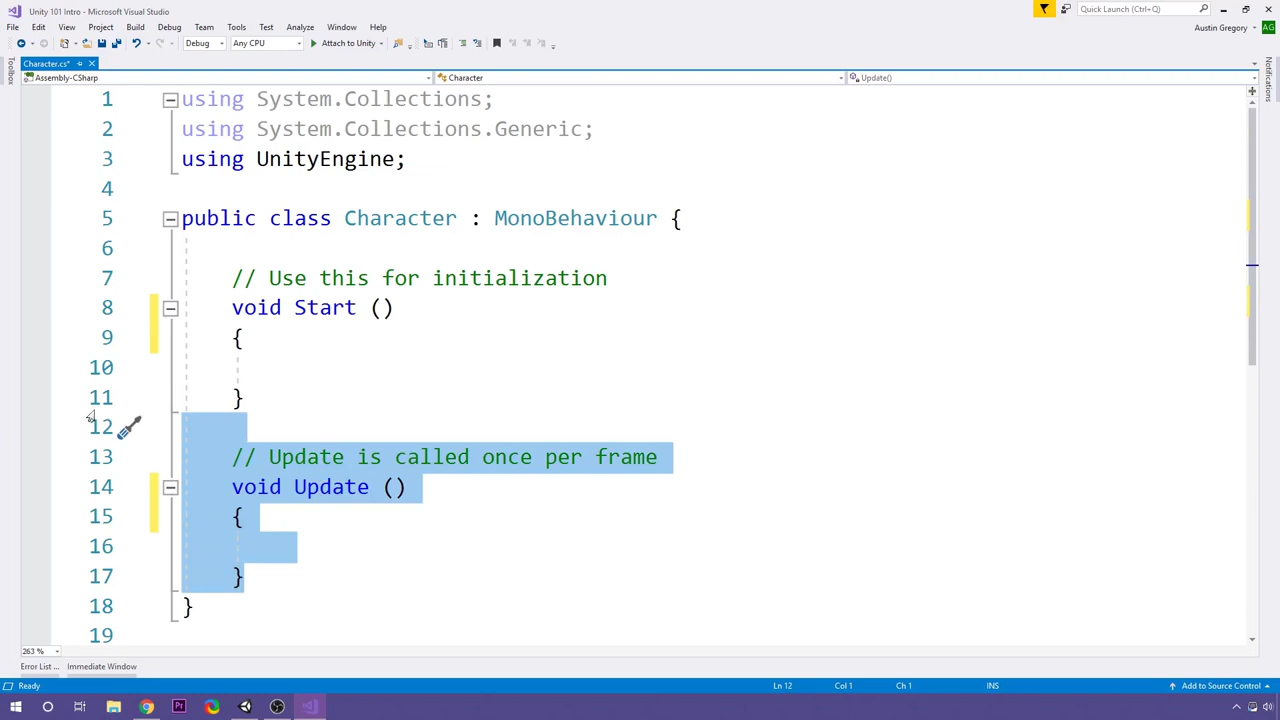 Unity 101 Intro - Microsoft Visual Studio
Quick Launch (Ctrl+Q)
File Edit View Project Build Debug Team Tools Test Analyze Window Help
Austin Gregory AG
Debug Any CPU Attach to Unity
Character.cs*
Toolbox
Notifications
Assembly-CSharp Character Update()
1 using System.Collections;
2 using System.Collections.Generic;
3 using UnityEngine;
4
5 public class Character : MonoBehaviour {
6
7 // Use this for initialization
8 void Start ()
9 {
10
11 }
12
13 // Update is called once per frame
14 void Update ()
15 {
16
17 }
18 }
19
263 %
Error List ... Immediate Window
Ready Ln 12 Col 1 Ch 1 INS Add to Source Control
Pr